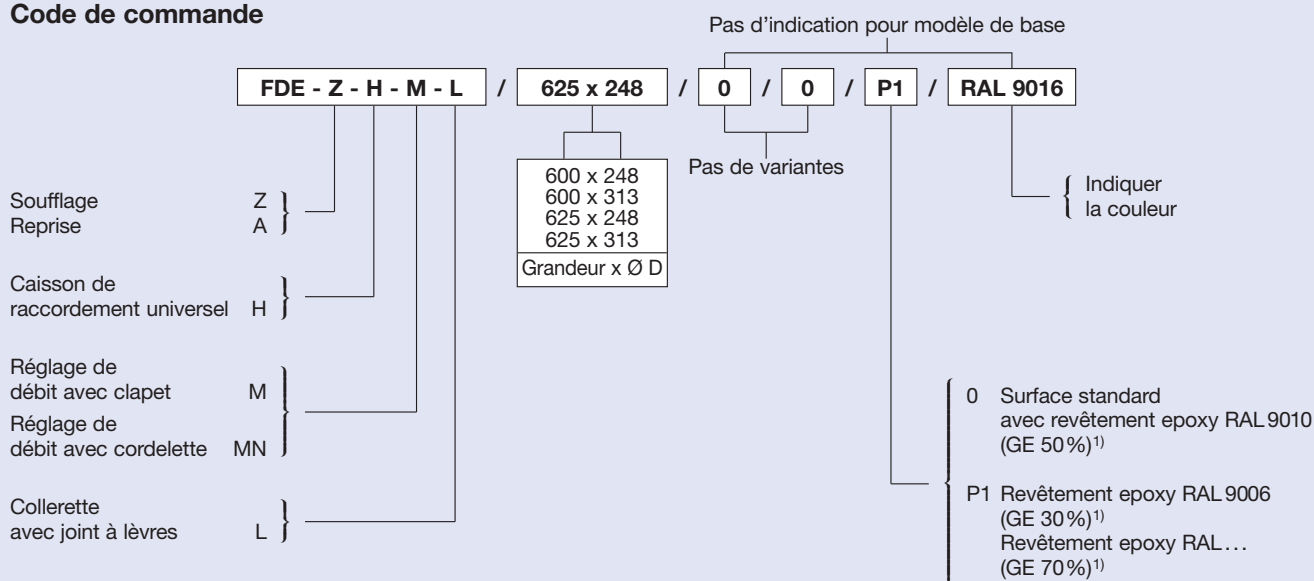 Code de commande
Pas d'indication pour modèle de base
FDE - Z - H - M - L / 625 x 248 / 0 / 0 / P1 / RAL 9016
600 x 248
600 x 313
625 x 248
625 x 313
Grandeur x Ø D
Pas de variantes
Indiquer
la couleur
Soufflage Z
Reprise A
Caisson de
raccordement universel H
Réglage de
débit avec clapet M
Réglage de
débit avec cordelette MN
Collerette
avec joint à lèvres L
0 Surface standard
avec revêtement epoxy RAL 9010
(GE 50 %)1)
P1 Revêtement epoxy RAL 9006
(GE 30 %)1)
Revêtement epoxy RAL...
(GE 70 %)1)